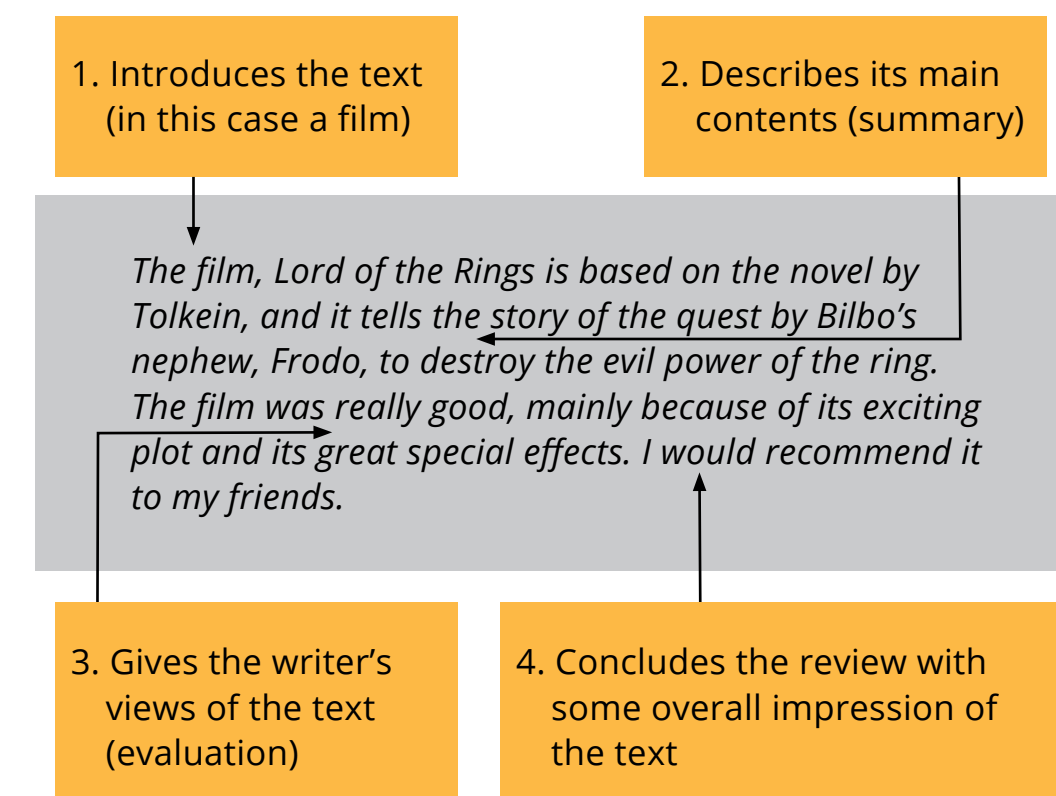 1. Introduces the text
(in this case a film)
2. Describes its main
contents (summary)
The film, Lord of the Rings is based on the novel by
Tolkein, and it tells the story of the quest by Bilbo’s
nephew, Frodo, to destroy the evil power of the ring.
The film was really good, mainly because of its exciting
plot and its great special effects. I would recommend it
to my friends.
3. Gives the writer’s
views of the text
(evaluation)
4. Concludes the review with
some overall impression of
the text